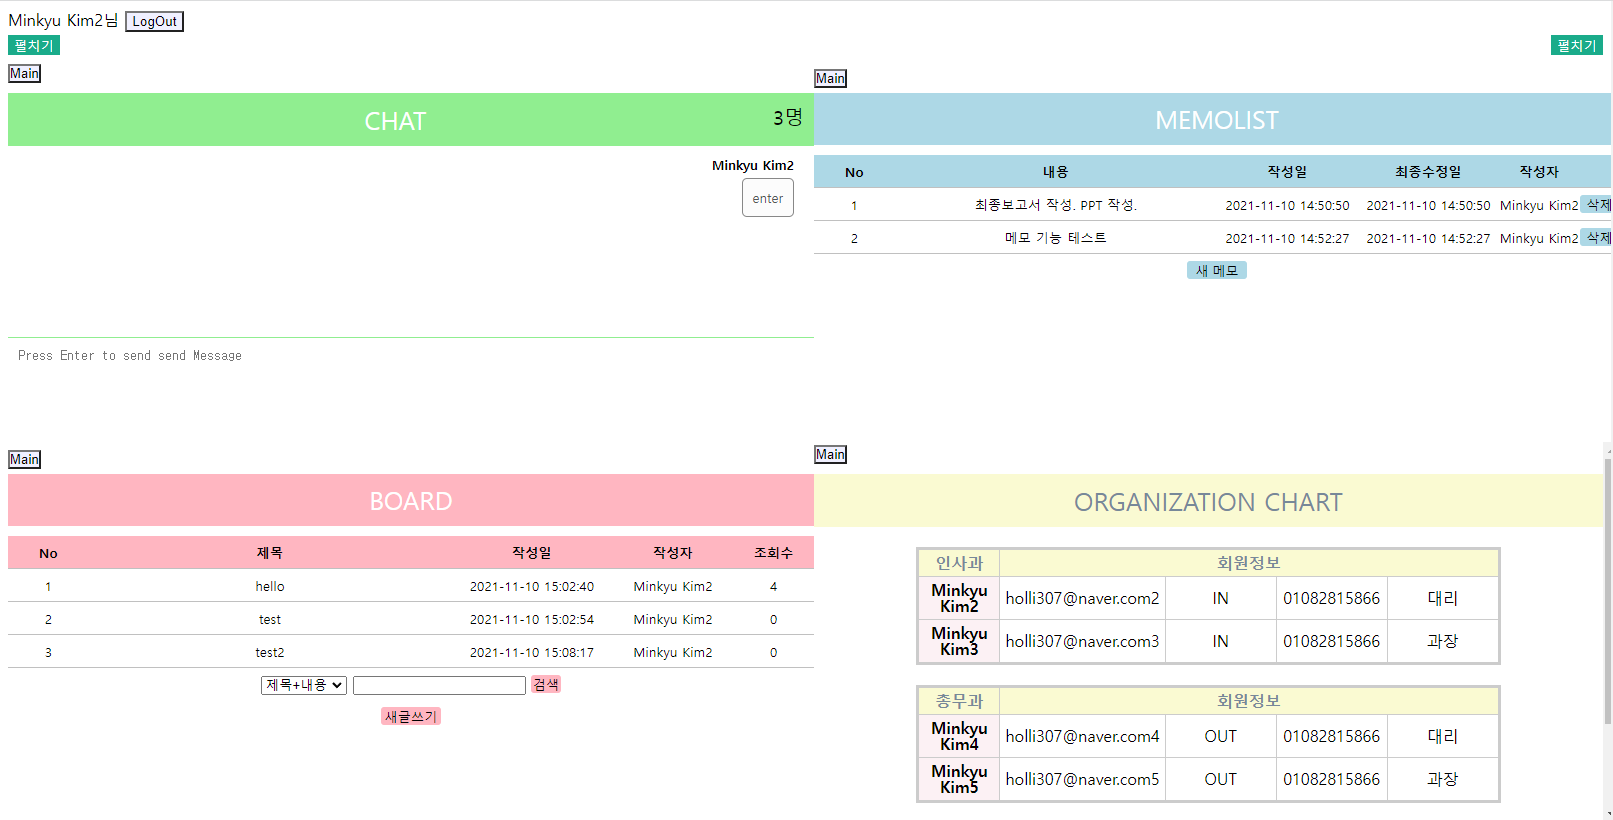 Minkyu Kim2님 LogOut
펼치기
펼치기
Main
CHAT 3명
Minkyu Kim2
enter
Press Enter to send send Message
Main
MEMOLIST
No 내용 작성일 최종수정일 작성자
1 최종보고서 작성. PPT 작성. 2021-11-10 14:50:50 2021-11-10 14:50:50 Minkyu Kim2 삭제
2 메모 기능 테스트 2021-11-10 14:52:27 2021-11-10 14:52:27 Minkyu Kim2 삭제
새 메모
Main
BOARD
No 제목 작성일 작성자 조회수
1 hello 2021-11-10 15:02:40 Minkyu Kim2 4
2 test 2021-11-10 15:02:54 Minkyu Kim2 0
3 test2 2021-11-10 15:08:17 Minkyu Kim2 0
제목+내용 검색
새글쓰기
Main
ORGANIZATION CHART
인사과 회원정보
Minkyu Kim2 holli307@naver.com2 IN 01082815866 대리
Minkyu Kim3 holli307@naver.com3 IN 01082815866 과장
총무과 회원정보
Minkyu Kim4 holli307@naver.com4 OUT 01082815866 대리
Minkyu Kim5 holli307@naver.com5 OUT 01082815866 과장